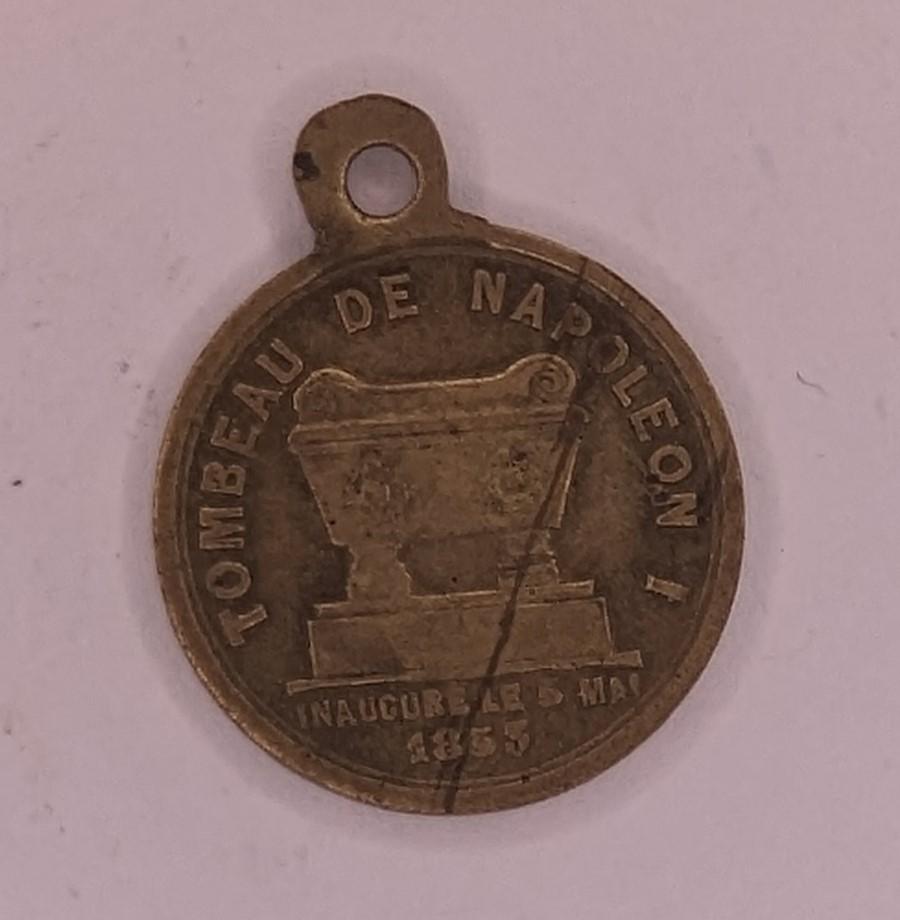 TOMBEAU DE NAPOLEON I
INAUGURE LE 5 MAI
1853